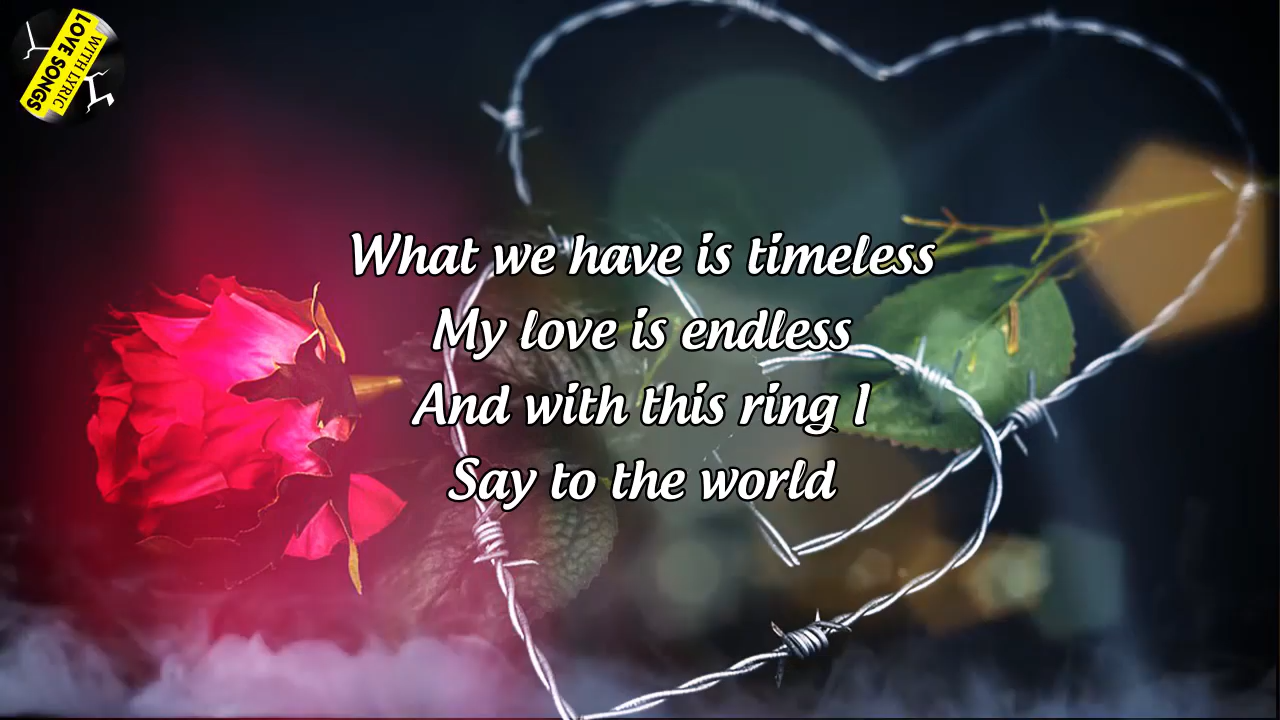 LOVE SONGS
WITH LYRIC
What we have is timeless
My love is endless
And with this ring I
Say to the world